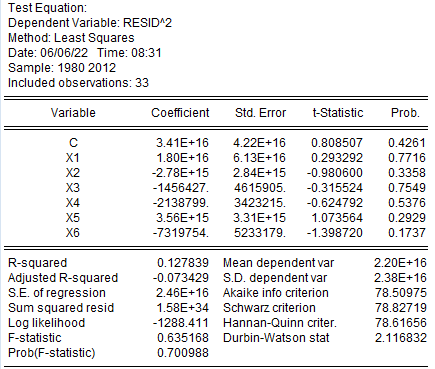 Test Equation:
Dependent Variable: RESID^2
Method: Least Squares
Date: 06/06/22 Time: 08:31
Sample: 1980 2012
Included observations: 33
Variable Coefficient Std. Error t-Statistic Prob.
C 3.41E+16 4.22E+16 0.808507 0.4261
X1 1.80E+16 6.13E+16 0.293292 0.7716
X2 -2.78E+15 2.84E+15 -0.980600 0.3358
X3 -1456427. 4615905. -0.315524 0.7549
X4 -2138799. 3423215. -0.624792 0.5376
X5 3.56E+15 3.31E+15 1.073564 0.2929
X6 -7319754. 5233179. -1.398720 0.1737
R-squared 0.127839 Mean dependent var 2.20E+16
Adjusted R-squared -0.073429 S.D. dependent var 2.38E+16
S.E. of regression 2.46E+16 Akaike info criterion 78.50975
Sum squared resid 1.58E+34 Schwarz criterion 78.82719
Log likelihood -1288.411 Hannan-Quinn criter. 78.61656
F-statistic 0.635168 Durbin-Watson stat 2.116832
Prob(F-statistic) 0.700988